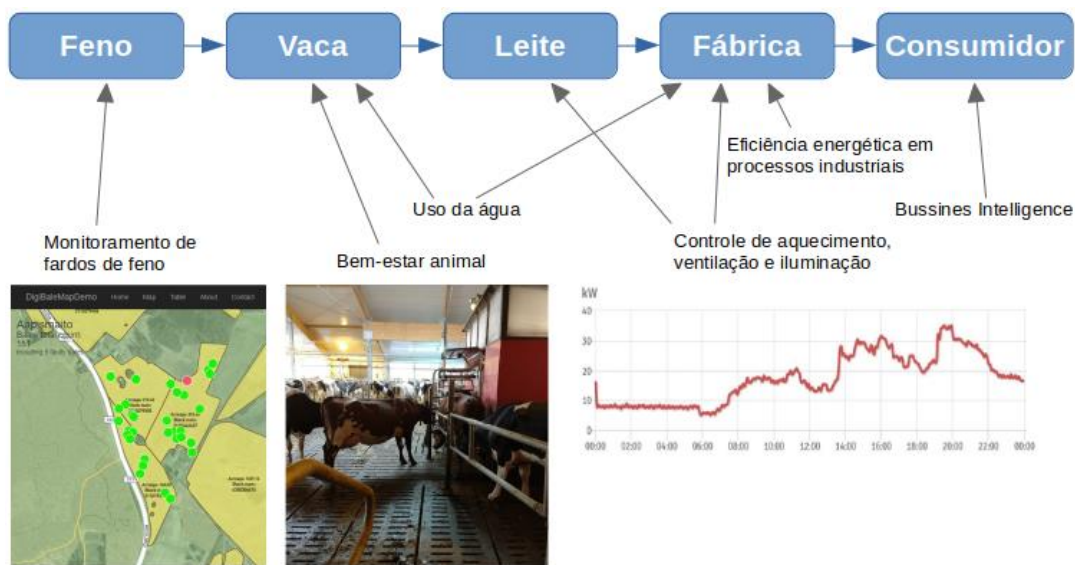 Feno
Vaca
Leite
Fábrica
Consumidor
Eficiência energética em
processos industriais
Uso da água
Bussines Intelligence
Monitoramento de
fardos de feno
Bem-estar animal
Controle de aquecimento,
ventilação e iluminação
DigiBaleMapDemo Home Map Table About Contact
kW
40
30
20
10
0
00:00 02:00 04:00 06:00 08:00 10:00 12:00 14:00 16:00 18:00 20:00 22:00 00:00